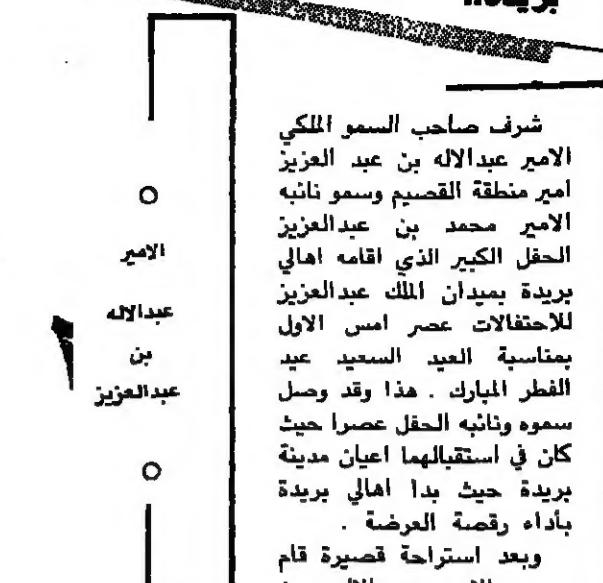 بريدة..
شرف صاحب السمو الملكي
الامير عبدالاله بن عبد العزيز
امير منطقة القصيم وسمو نائبه
الامير محمد بن عبدالعزيز
الحفل الكبير الذي اقامه اهالي
بريدة بميدان الملك عبدالعزيز
للاحتفالات عصر امس الاول
بمناسبة العيد السعيد عيد
الفطر المبارك . هذا وقد وصل
سموه ونائبه الحفل عصرا حيث
كان في استقبالهما اعيان مدينة
بريدة حيث بدا اهالي بريدة
بأداء رقصة العرضة .
وبعد استراحة قصيرة قام
الامير
عبدالاله
بن
عبدالعزيز